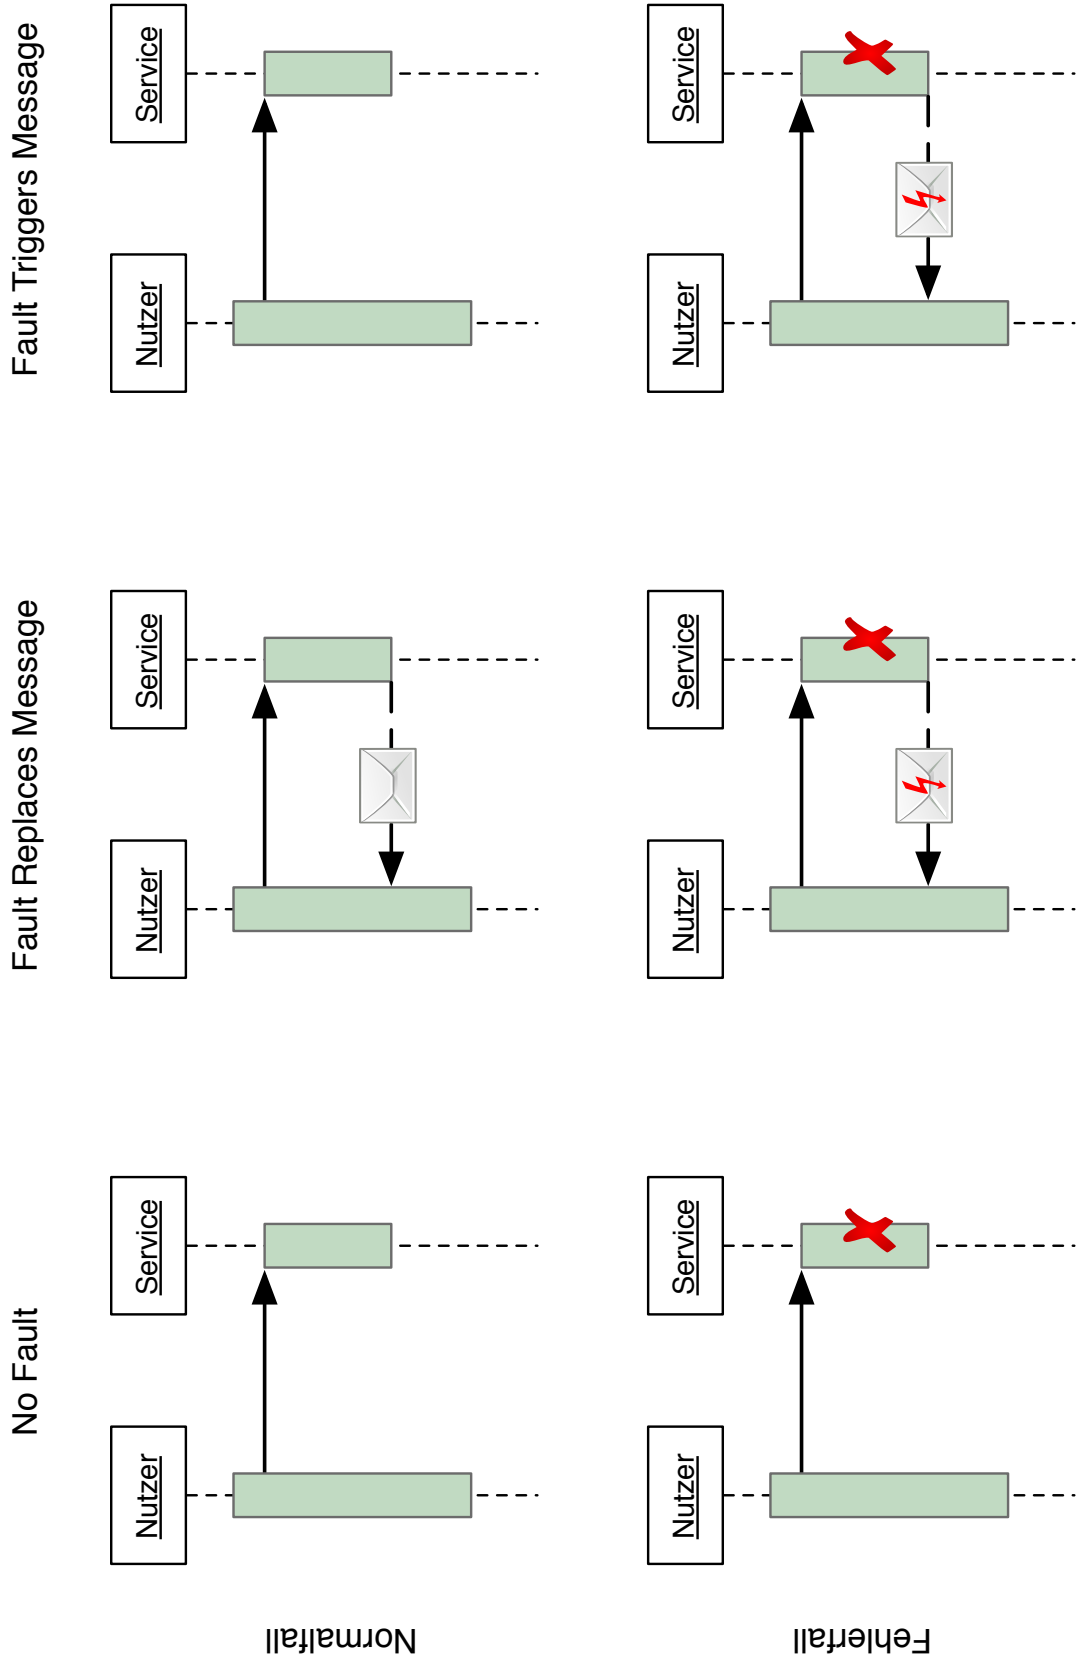 No Fault
Fault Replaces Message
Fault Triggers Message
Normalfall
Nutzer
Service
Nutzer
Service
Nutzer
Service
Fehlerfall
Nutzer
Service
Nutzer
Service
Nutzer
Service